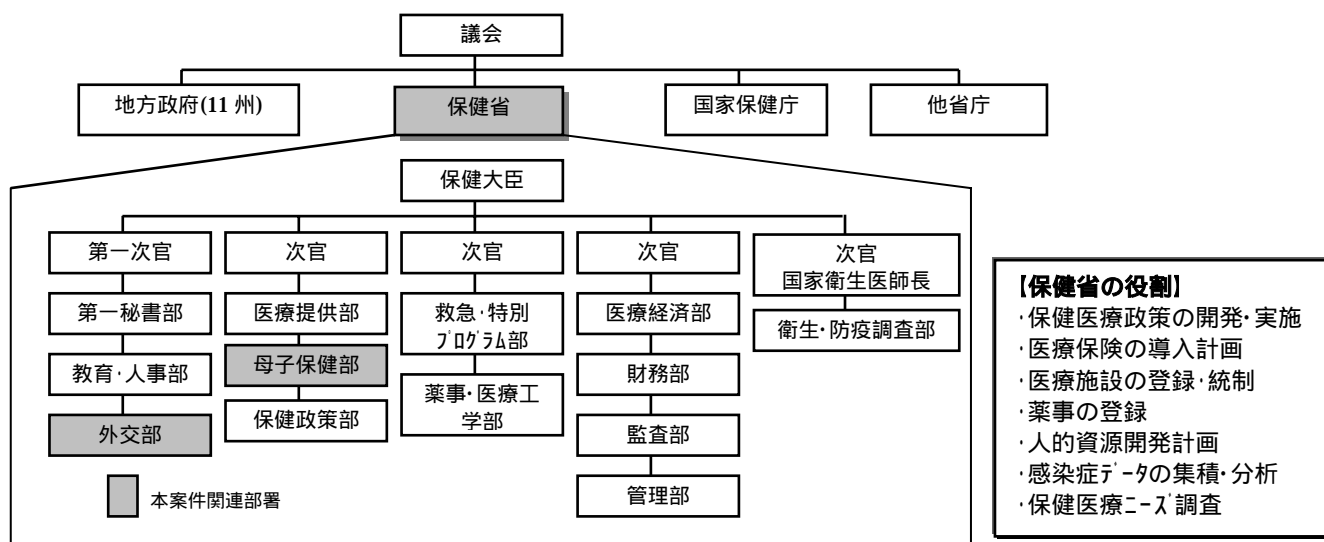 議会
地方政府(11 州)
保健省
国家保健庁
他省庁
保健大臣
第一次官
第一秘書部
教育・人事部
外交部
次官
医療提供部
母子保健部
保健政策部
次官
救急・特別
ﾌﾟﾛｸﾞﾗﾑ部
薬事・医療工
学部
次官
医療経済部
財務部
監査部
管理部
次官
国家衛生医師長
衛生・防疫調査部
本案件関連部署
【保健省の役割】
・保健医療政策の開発・実施
・医療保険の導入計画
・医療施設の登録・統制
・薬事の登録
・人的資源開発計画
・感染症ﾃﾞｰﾀの集積・分析
・保健医療ﾆｰｽﾞ調査